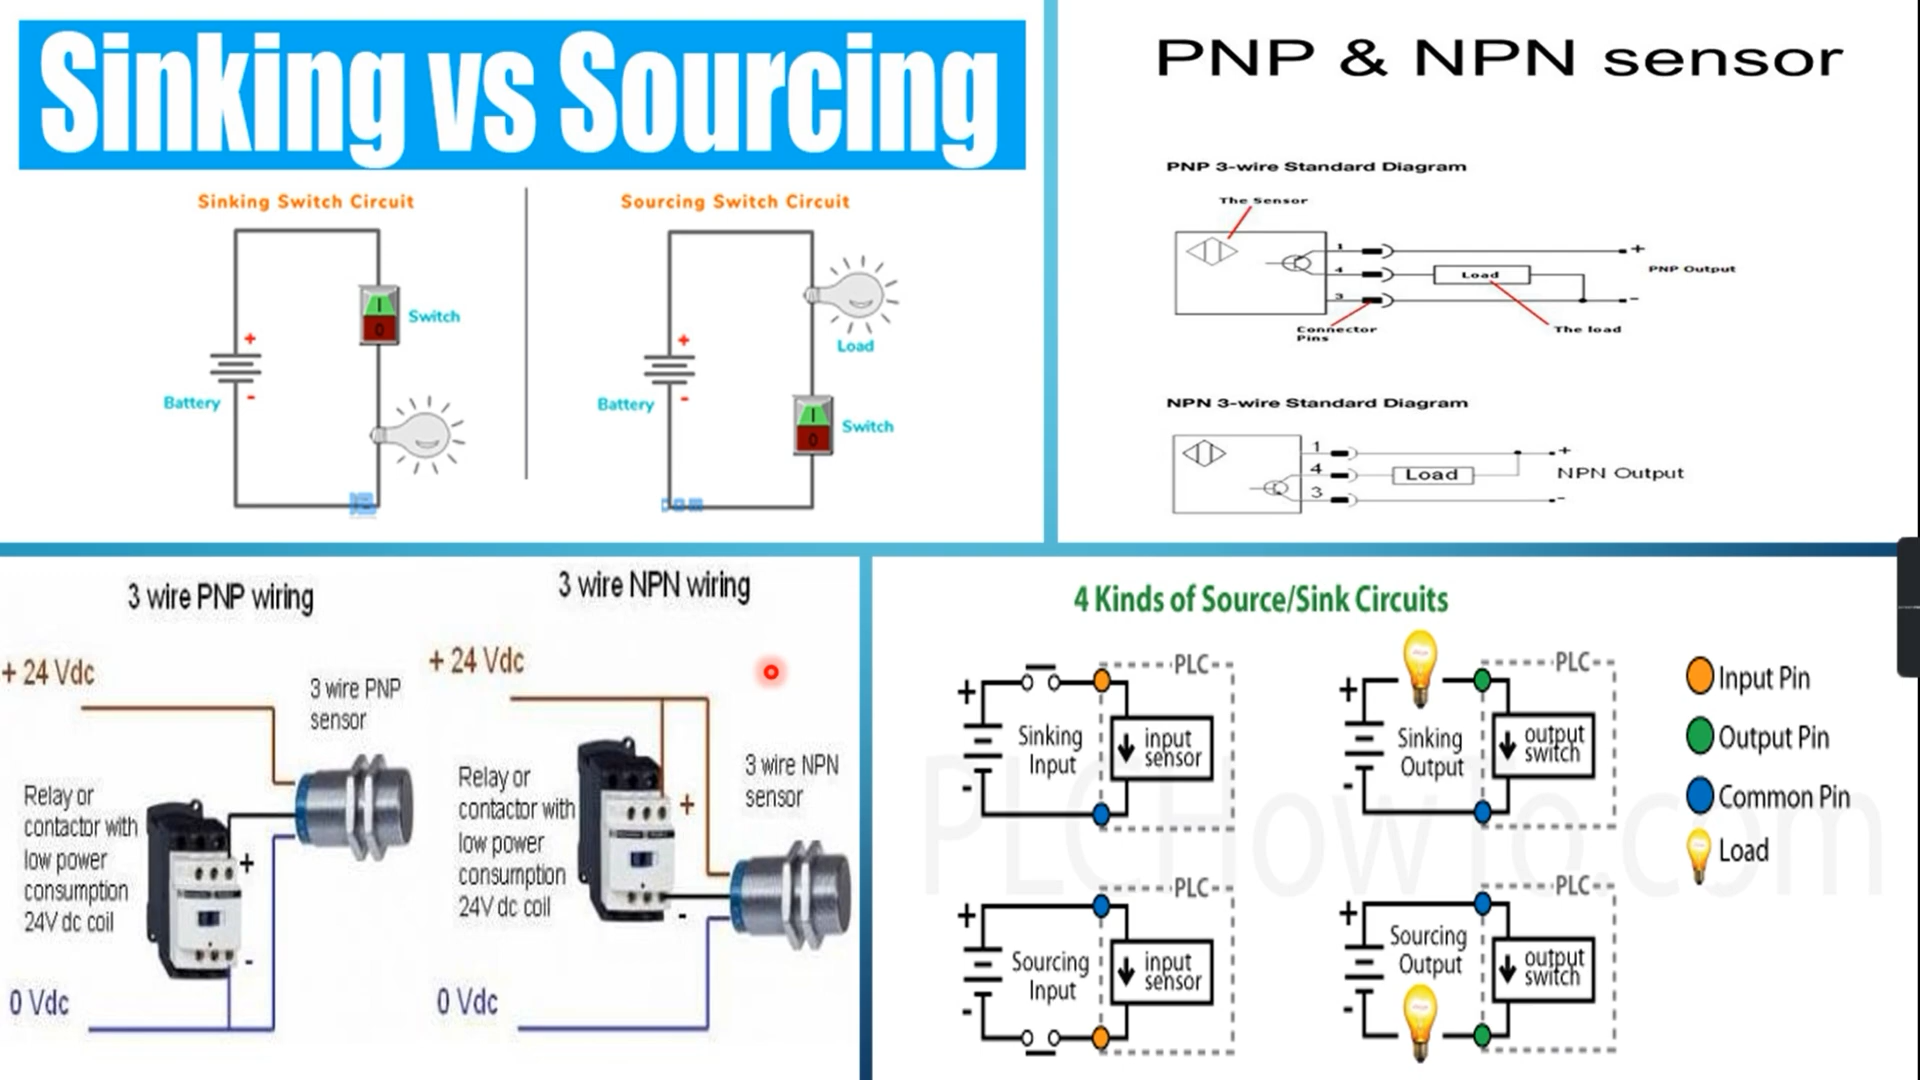 Sinking vs Sourcing
Sinking Switch Circuit
Switch
+
Battery
-
Sourcing Switch Circuit
Load
+
Battery
-
Switch
PNP & NPN sensor
PNP 3-wire Standard Diagram
The Sensor
1
4
3
Load
+
PNP Output
-
Connector
Pins
The load
NPN 3-wire Standard Diagram
1
4
3
Load
+
NPN Output
-
3 wire PNP wiring
+ 24 Vdc
3 wire PNP
sensor
Relay or
contactor with
low power
consumption
24V dc coil
+
-
0 Vdc
3 wire NPN wiring
+ 24 Vdc
3 wire NPN
sensor
Relay or
contactor with
low power
consumption
24V dc coil
+
-
0 Vdc
4 Kinds of Source/Sink Circuits
PLC
+
Sinking
Input
-
input
sensor
PLC
+
Sinking
Output
-
output
switch
PLC
+
Sourcing
Input
-
input
sensor
PLC
+
Sourcing
Output
-
output
switch
Input Pin
Output Pin
Common Pin
Load
PLCHowTo.com